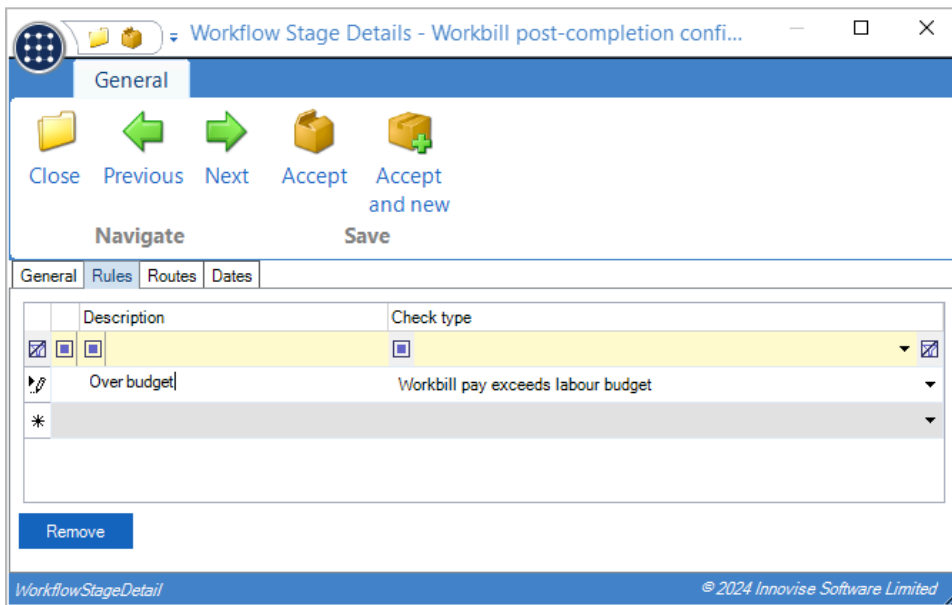 Workflow Stage Details - Workbill post-completion confi...
General
Close Previous Next Accept Accept and new
Navigate Save
General Rules Routes Dates
Description Check type
Over budget Workbill pay exceeds labour budget
Remove
WorkflowStageDetail © 2024 Innovise Software Limited